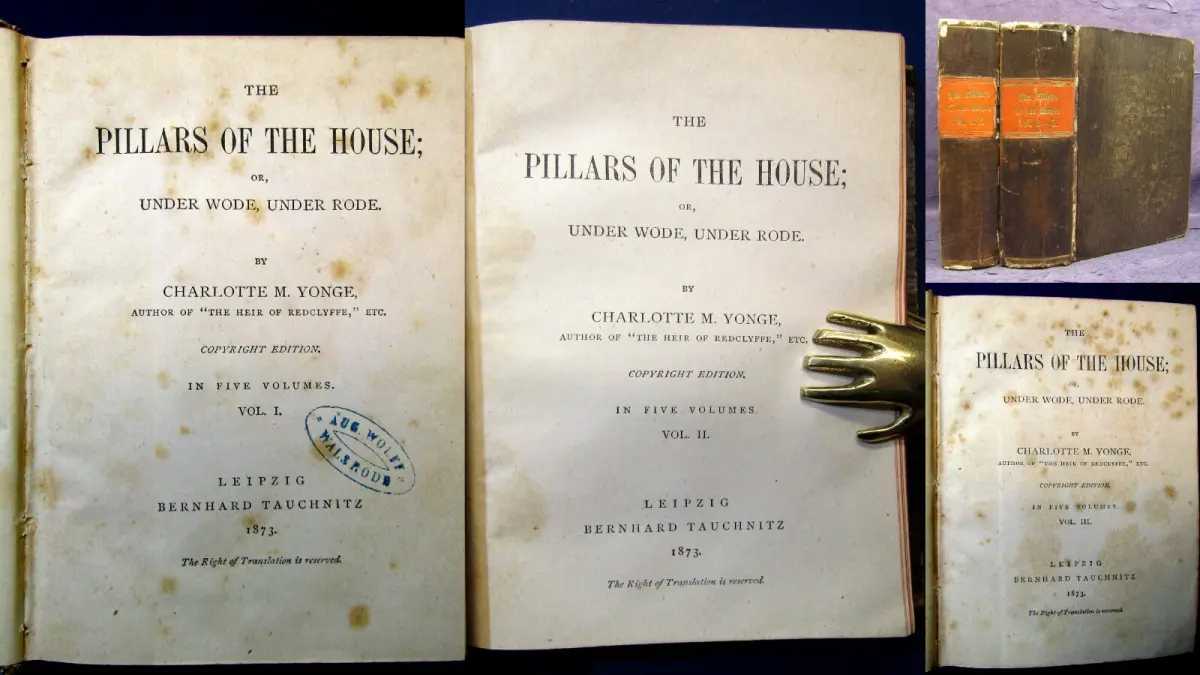 THE
PILLARS OF THE HOUSE;
OR,
UNDER WODE, UNDER RODE.
BY
CHARLOTTE M. YONGE,
AUTHOR OF "THE HEIR OF REDCLYFFE," ETC.
COPYRIGHT EDITION.
IN FIVE VOLUMES.
VOL. I.
AUG. WOLFF
WALSRODE
LEIPZIG
BERNHARD TAUCHNITZ
1873.
The Right of Translation is reserved.
THE
PILLARS OF THE HOUSE;
OR,
UNDER WODE, UNDER RODE.
BY
CHARLOTTE M. YONGE,
AUTHOR OF "THE HEIR OF REDCLYFFE," ETC.
COPYRIGHT EDITION.
IN FIVE VOLUMES.
VOL. II.
LEIPZIG
BERNHARD TAUCHNITZ
1873.
The Right of Translation is reserved.
THE
PILLARS OF THE HOUSE;
OR,
UNDER WODE, UNDER RODE.
BY
CHARLOTTE M. YONGE,
AUTHOR OF "THE HEIR OF REDCLYFFE," ETC.
COPYRIGHT EDITION.
IN FIVE VOLUMES.
VOL. III.
LEIPZIG
BERNHARD TAUCHNITZ
1873.
The Right of Translation is reserved.